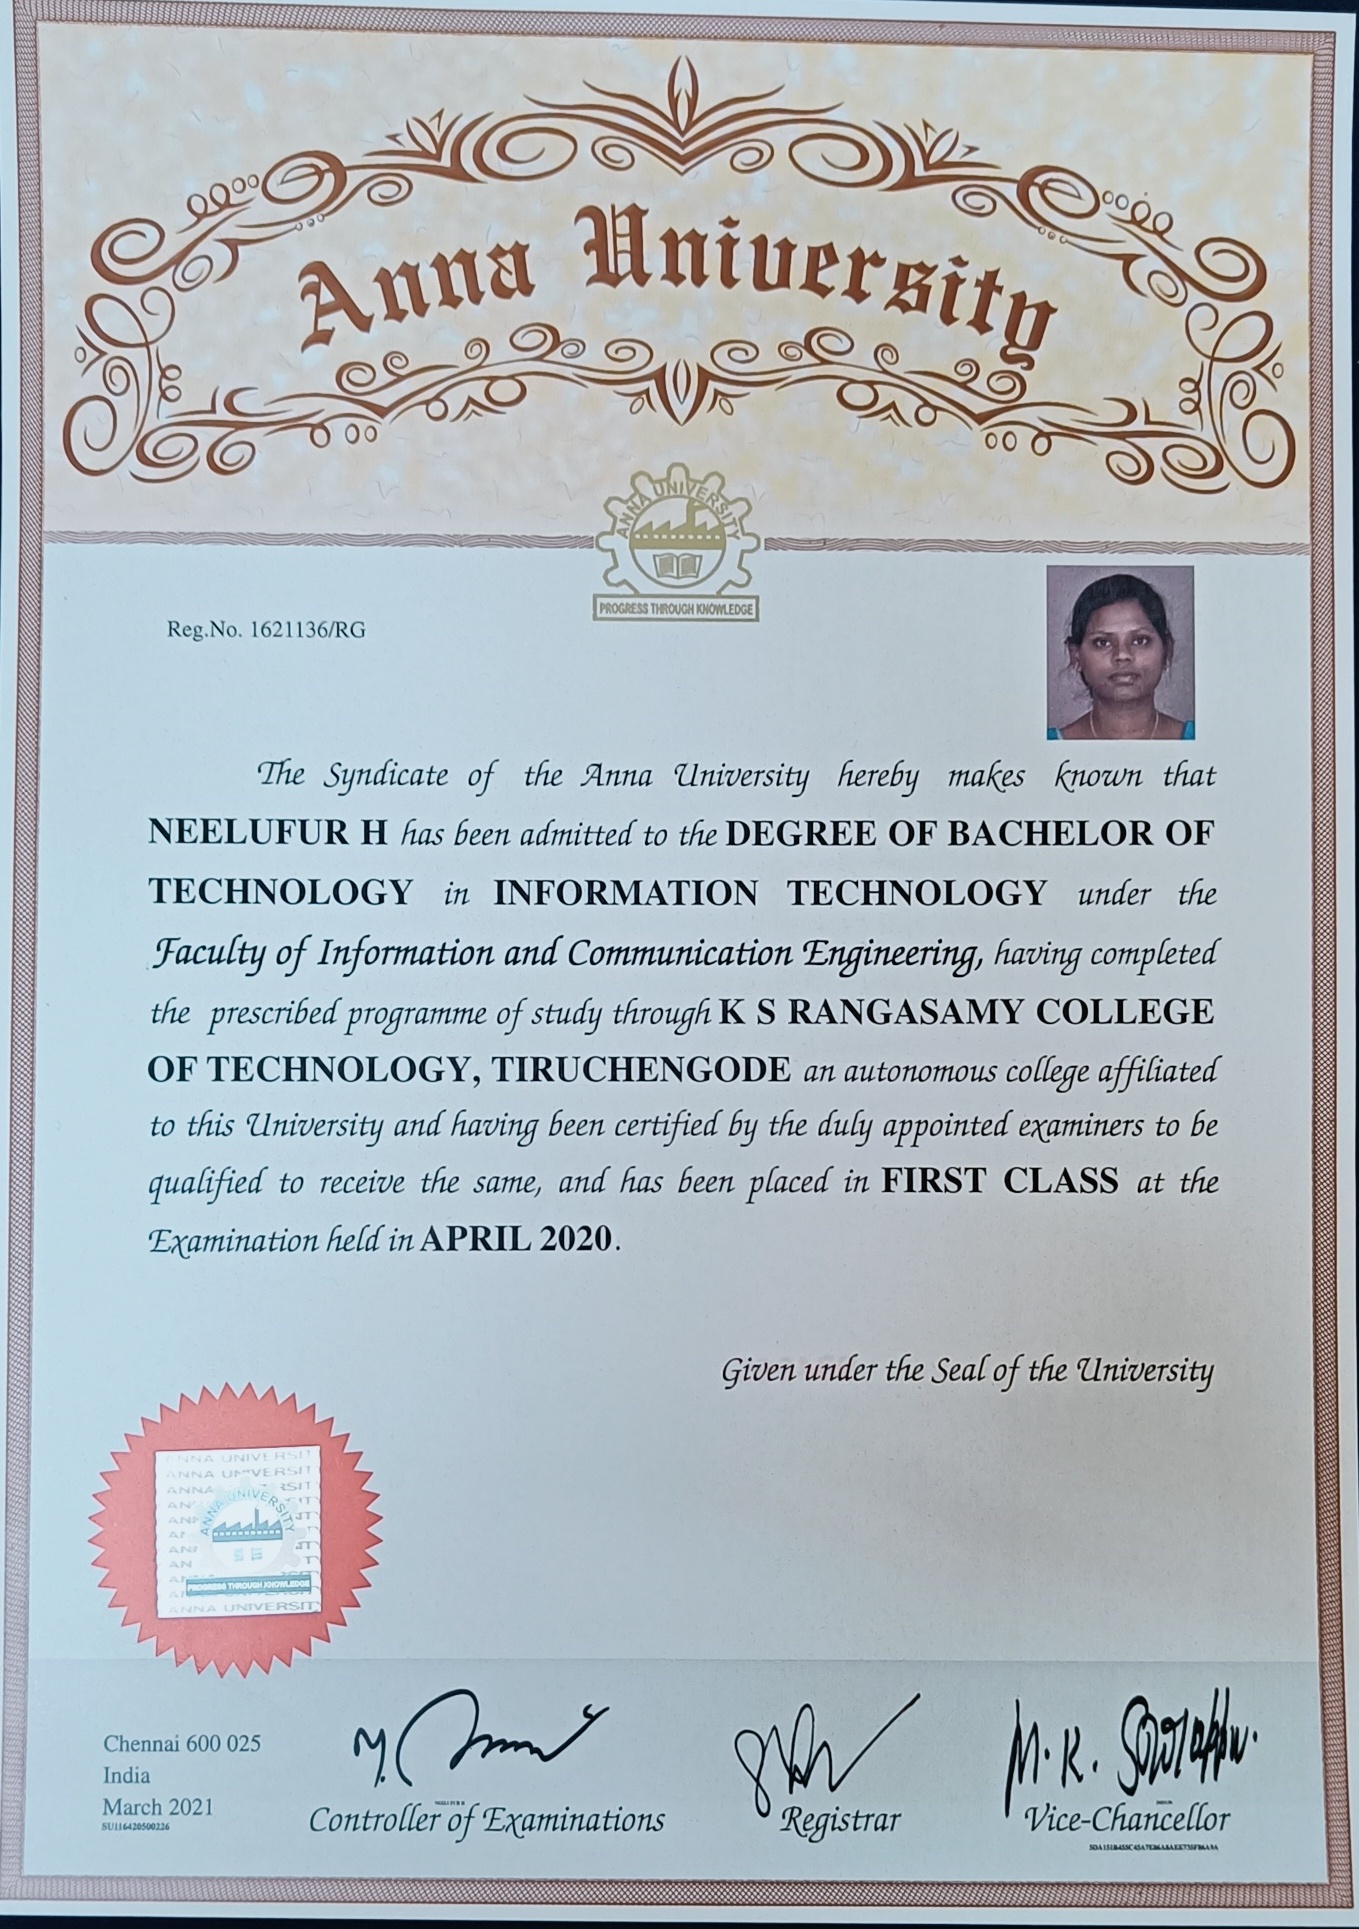 Anna University
ANNA UNIVERSITY
PROGRESS THROUGH KNOWLEDGE
Reg.No. 1621136/RG
The Syndicate of the Anna University hereby makes known that
NEELUFUR H has been admitted to the DEGREE OF BACHELOR OF
TECHNOLOGY in INFORMATION TECHNOLOGY under the
Faculty of Information and Communication Engineering, having completed
the prescribed programme of study through K S RANGASAMY COLLEGE
OF TECHNOLOGY, TIRUCHENGODE an autonomous college affiliated
to this University and having been certified by the duly appointed examiners to be
qualified to receive the same, and has been placed in FIRST CLASS at the
Examination held in APRIL 2020.
Given under the Seal of the University
ANNA UNIVERSIT
ANNA UNIVERSITY
PROGRESS THROUGH KNOWLEDGE
ANNA UNIVERSIT
Chennai 600 025
India
March 2021
SU116420500226
Controller of Examinations
Registrar
M. K.
Vice-Chancellor